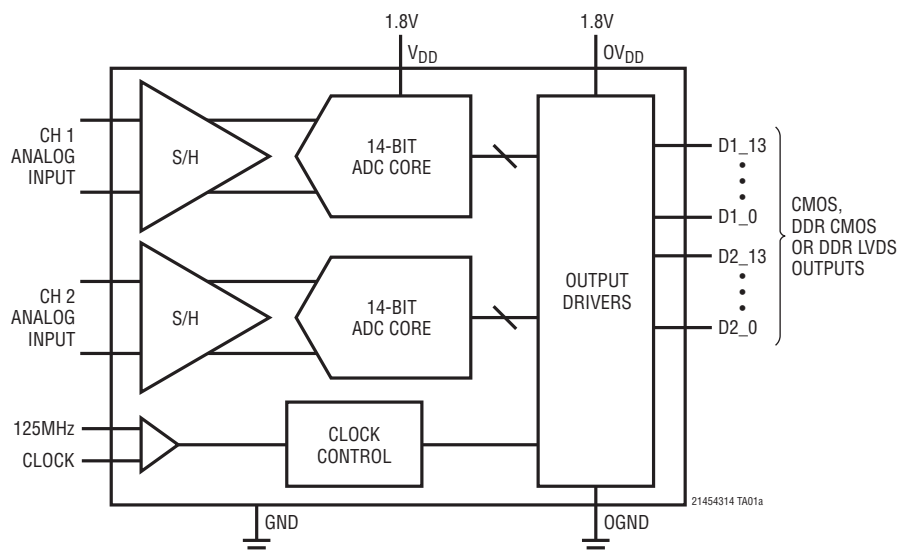 1.8V
1.8V
VDD
OVDD
CH 1
ANALOG
INPUT
S/H
14-BIT
ADC CORE
D1_13
D1_0
CH 2
ANALOG
INPUT
S/H
14-BIT
ADC CORE
OUTPUT
DRIVERS
D2_13
D2_0
CMOS,
DDR CMOS
OR DDR LVDS
OUTPUTS
125MHz
CLOCK
CLOCK
CONTROL
GND
OGND
21454314 TA01a